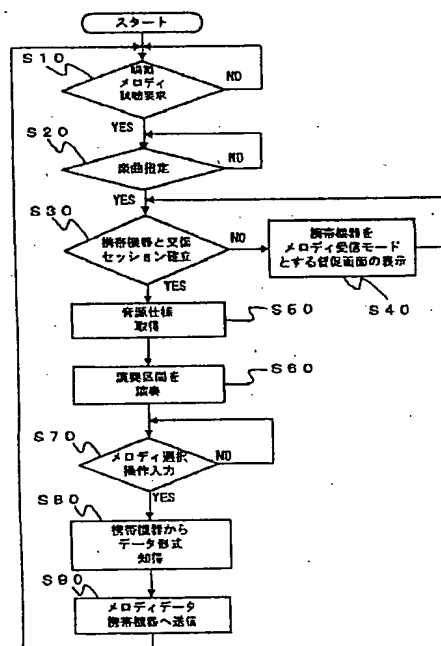 スタート
S10
メロディ
試聴要求
NO
YES
S20
楽曲指定
NO
YES
S30
携帯機器と交信
セッション確立
NO
携帯機器を
メロディ受信モード
とする督促画面の表示
S40
YES
音源仕様
取得
S50
演奏区間を
演奏
S60
S70
メロディ選択
操作入力
NO
YES
S80
携帯機器から
データ形式
知得
S90
メロディデータ
携帯機器へ送信